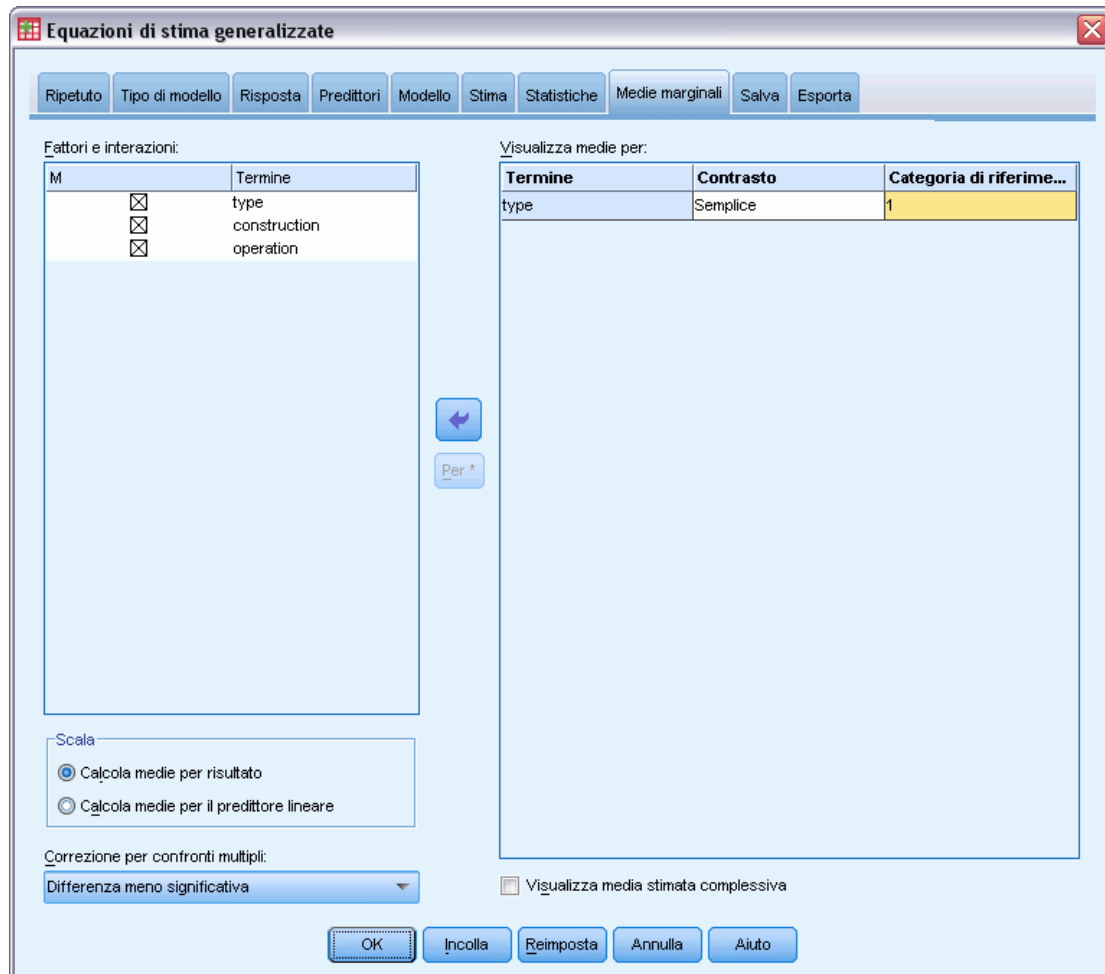 Equazioni di stima generalizzate
Ripetuto Tipo di modello Risposta Predittori Modello Stima Statistiche Medie marginali Salva Esporta
Fattori e interazioni:
M Termine
type
construction
operation
Per *
Visualizza medie per:
Termine Contrasto Categoria di riferime...
type Semplice 1
Scala
Calcola medie per risultato
Calcola medie per il predittore lineare
Correzione per confronti multipli:
Differenza meno significativa
Visualizza media stimata complessiva
OK Incolla Reimposta Annulla Aiuto